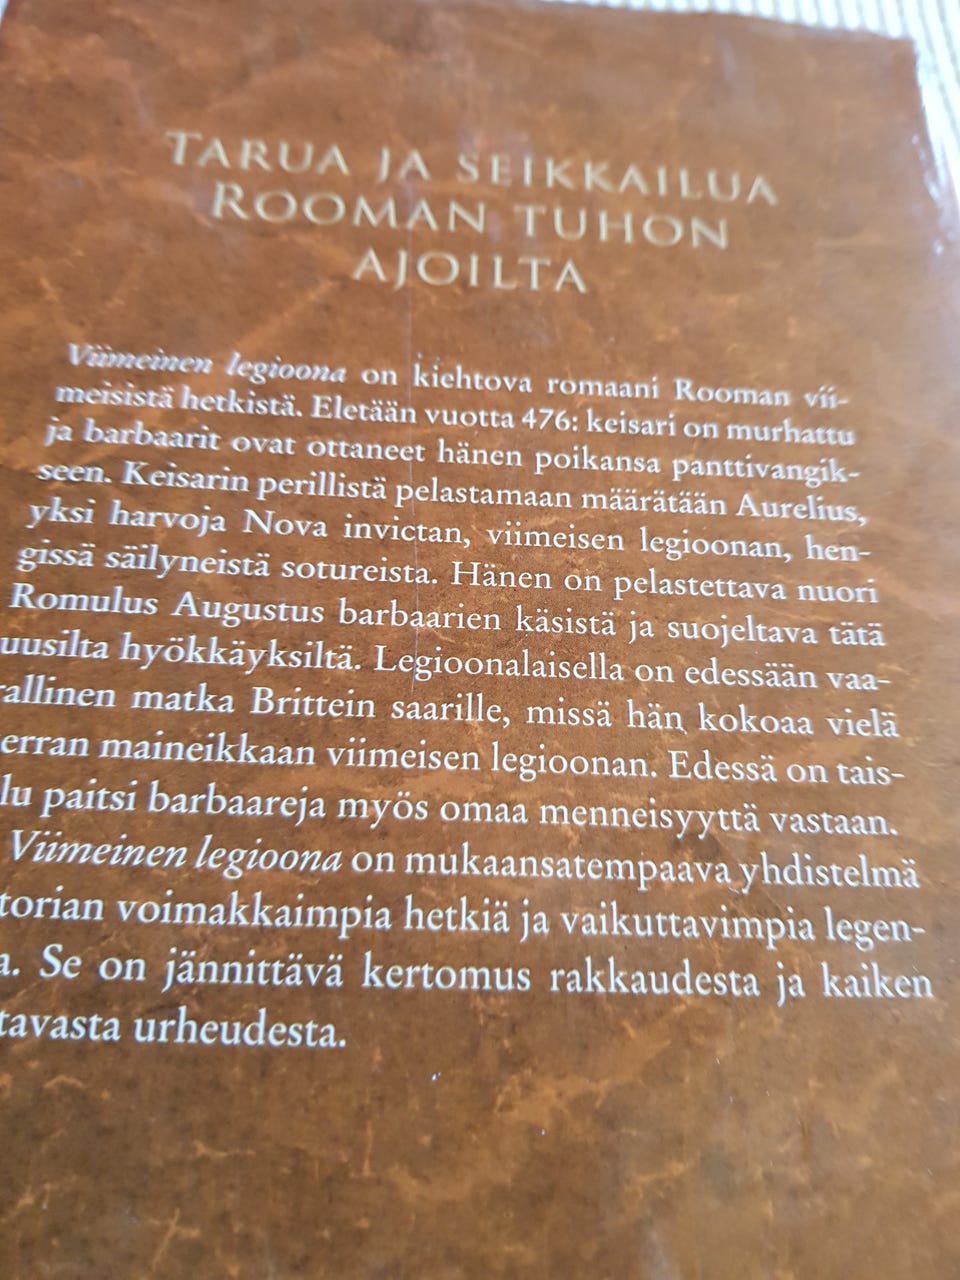 TARUA JA SEIKKAILUA
ROOMAN TUHON
AJOILTA
Viimeinen legioona on kiehtova romaani Rooman vii-
meisistä hetkistä. Eletään vuotta 476: keisari on murhattu
ja barbaarit ovat ottaneet hänen poikansa panttivangik-
seen. Keisarin perillistä pelastamaan määrätään Aurelius,
yksi harvoja Nova invictan, viimeisen legioonan, hen-
gissä säilyneistä sotureista. Hänen on pelastettava nuori
Romulus Augustus barbaarien käsistä ja suojeltava tätä
uusilta hyökkäyksiltä. Legioonalaisella on edessään vaa-
rallinen matka Brittein saarille, missä hän kokoaa vielä
erran maineikkaan viimeisen legioonan. Edessä on tais-
lu paitsi barbaareja myös omaa menneisyyttä vastaan.
Viimeinen legioona on mukaansatempaava yhdistelmä
torian voimakkaimpia hetkiä ja vaikuttavimpia legen-
a. Se on jännittävä kertomus rakkaudesta ja kaiken
tavasta urheudesta.